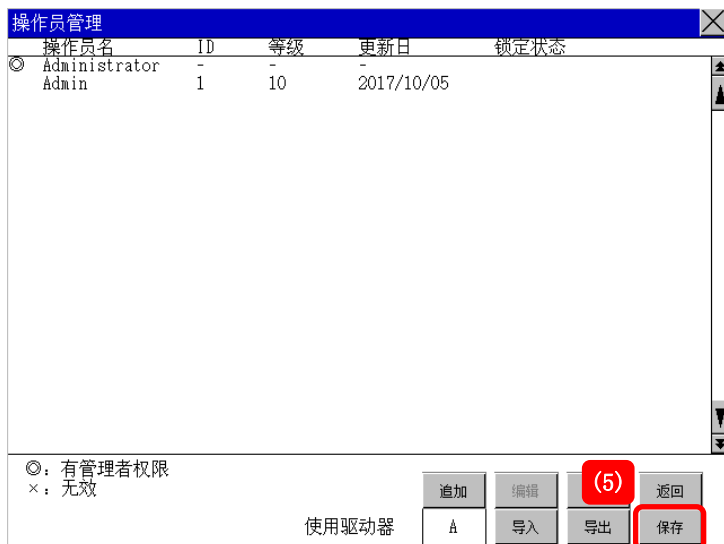 操作员管理
操作员名 ID 等级 更新日 锁定状态
◎ Administrator - - -
Admin 1 10 2017/10/05
◎：有管理者权限
×：无效
追加 编辑 (5) 返回
使用驱动器 A 导入 导出 保存